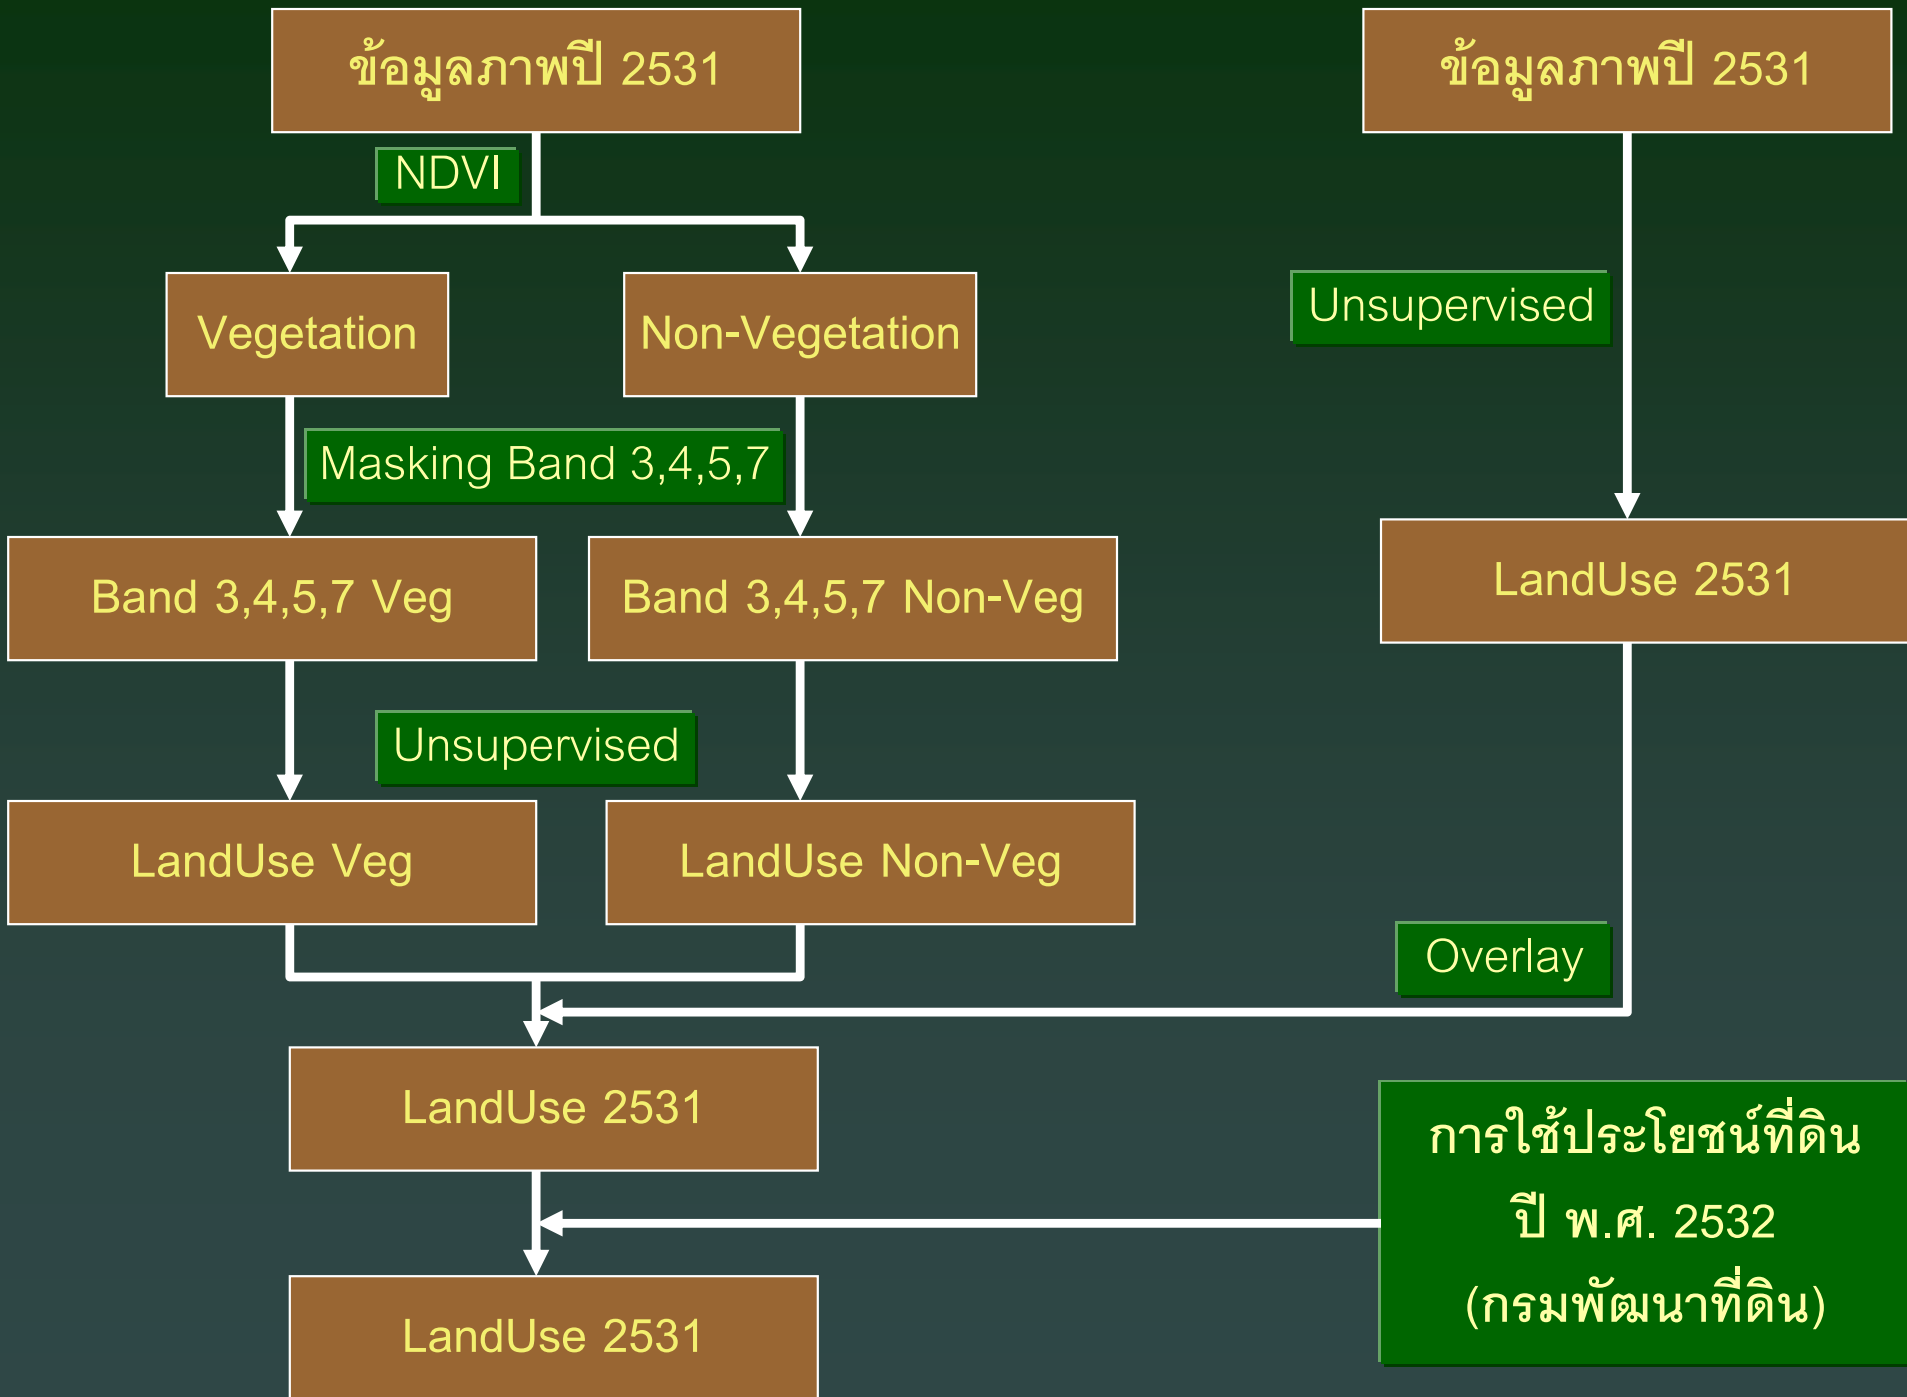 ข้อมูลภาพปี 2531
ข้อมูลภาพปี 2531
NDVI
Vegetation
Non-Vegetation
Unsupervised
Masking Band 3,4,5,7
Band 3,4,5,7 Veg
Band 3,4,5,7 Non-Veg
LandUse 2531
Unsupervised
LandUse Veg
LandUse Non-Veg
Overlay
LandUse 2531
การใช้ประโยชน์ที่ดิน
ปี พ.ศ. 2532
(กรมพัฒนาที่ดิน)
LandUse 2531